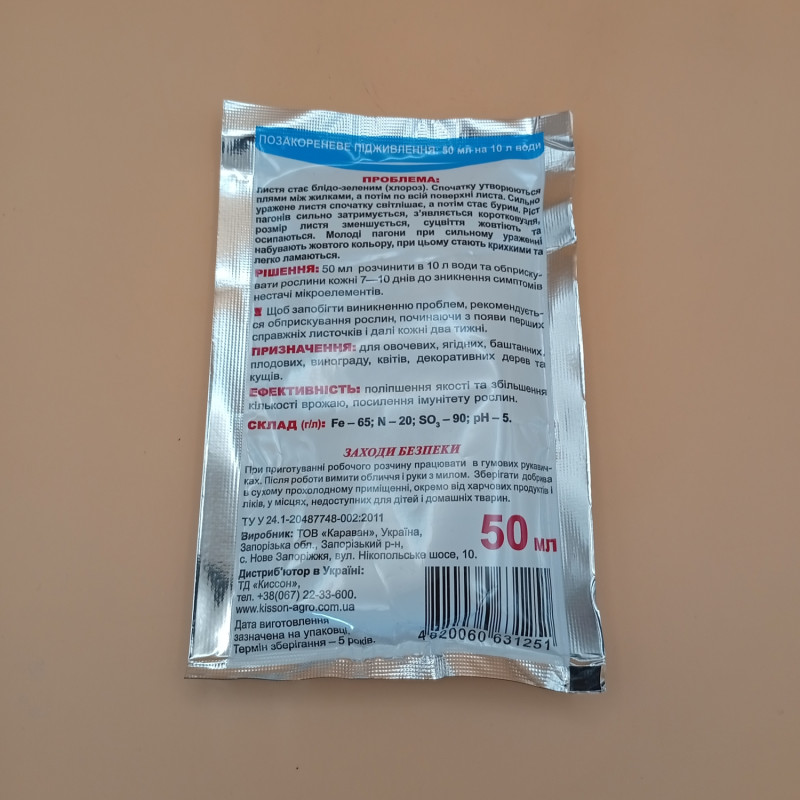 ПОЗАКОРЕНЕВЕ ПІДЖИВЛЕННЯ: 50 мл на 10 л води
ПРОБЛЕМА:
Листя стає блідо-зеленим (хлороз). Спочатку утворюються
плями між жилками, а потім по всій поверхні листа. Сильно
уражене листя спочатку світлішає, а потім стає бурим. Ріст
пагонів сильно затримується, з'являється коротковузля,
розмір листя зменшується, суцвіття жовтіють та
осипаються. Молоді пагони при сильному ураженні
набувають жовтого кольору, при цьому стають крихкими та
легко ламаються.
РІШЕННЯ: 50 мл розчинити в 10 л води та обприску-
вати рослини кожні 7—10 днів до зникнення симптомів
нестачі мікроелементів.
Щоб запобігти виникненню проблем, рекомендуєть-
ся обприскування рослин, починаючи з появи перших
справжніх листочків і далі кожні два тижні.
ПРИЗНАЧЕННЯ: для овочевих, ягідних, баштанних,
плодових, винограду, квітів, декоративних дерев та
кущів.
ЕФЕКТИВНІСТЬ: поліпшення якості та збільшення
кількості врожаю, посилення імунітету рослин.
СКЛАД (г/л): Fe – 65; N – 20; SO₃ – 90; pH – 5.
ЗАХОДИ БЕЗПЕКИ
При приготуванні робочого розчину працювати в гумових рукавич-
ках. Після роботи вимити обличчя і руки з милом. Зберігати добрива
в сухому прохолодному приміщенні, окремо від харчових продуктів і
ліків, у місцях, недоступних для дітей і домашніх тварин.
ТУ У 24.1-20487748-002:2011
Виробник: ТОВ «Караван», Україна,
Запорізька обл., Запорізький р-н,
с. Нове Запоріжжя, вул. Нікопольське шосе, 10.
50 мл
Дистриб'ютор в Україні:
ТД «Киссон»,
тел. +38(067) 22-33-600.
www.kisson-agro.com.ua
Дата виготовлення
зазначена на упаковці.
Термін зберігання – 5 років.
4 820060 631251